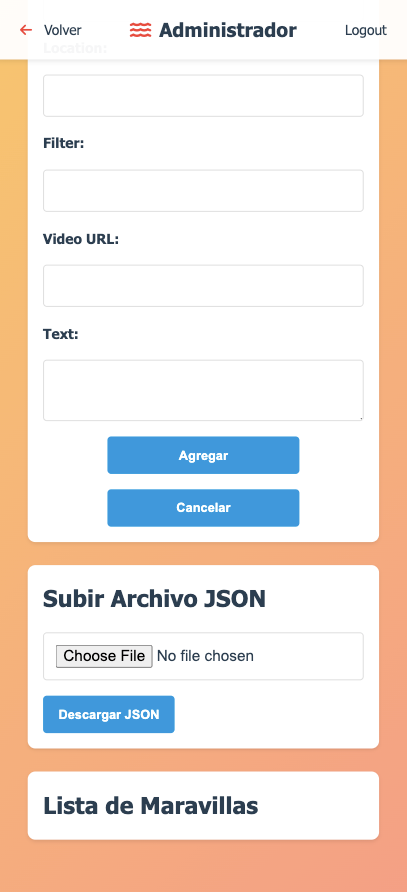 Volver
Administrador
Logout
Location:
Filter:
Video URL:
Text:
Agregar
Cancelar
Subir Archivo JSON
Choose File No file chosen
Descargar JSON
Lista de Maravillas